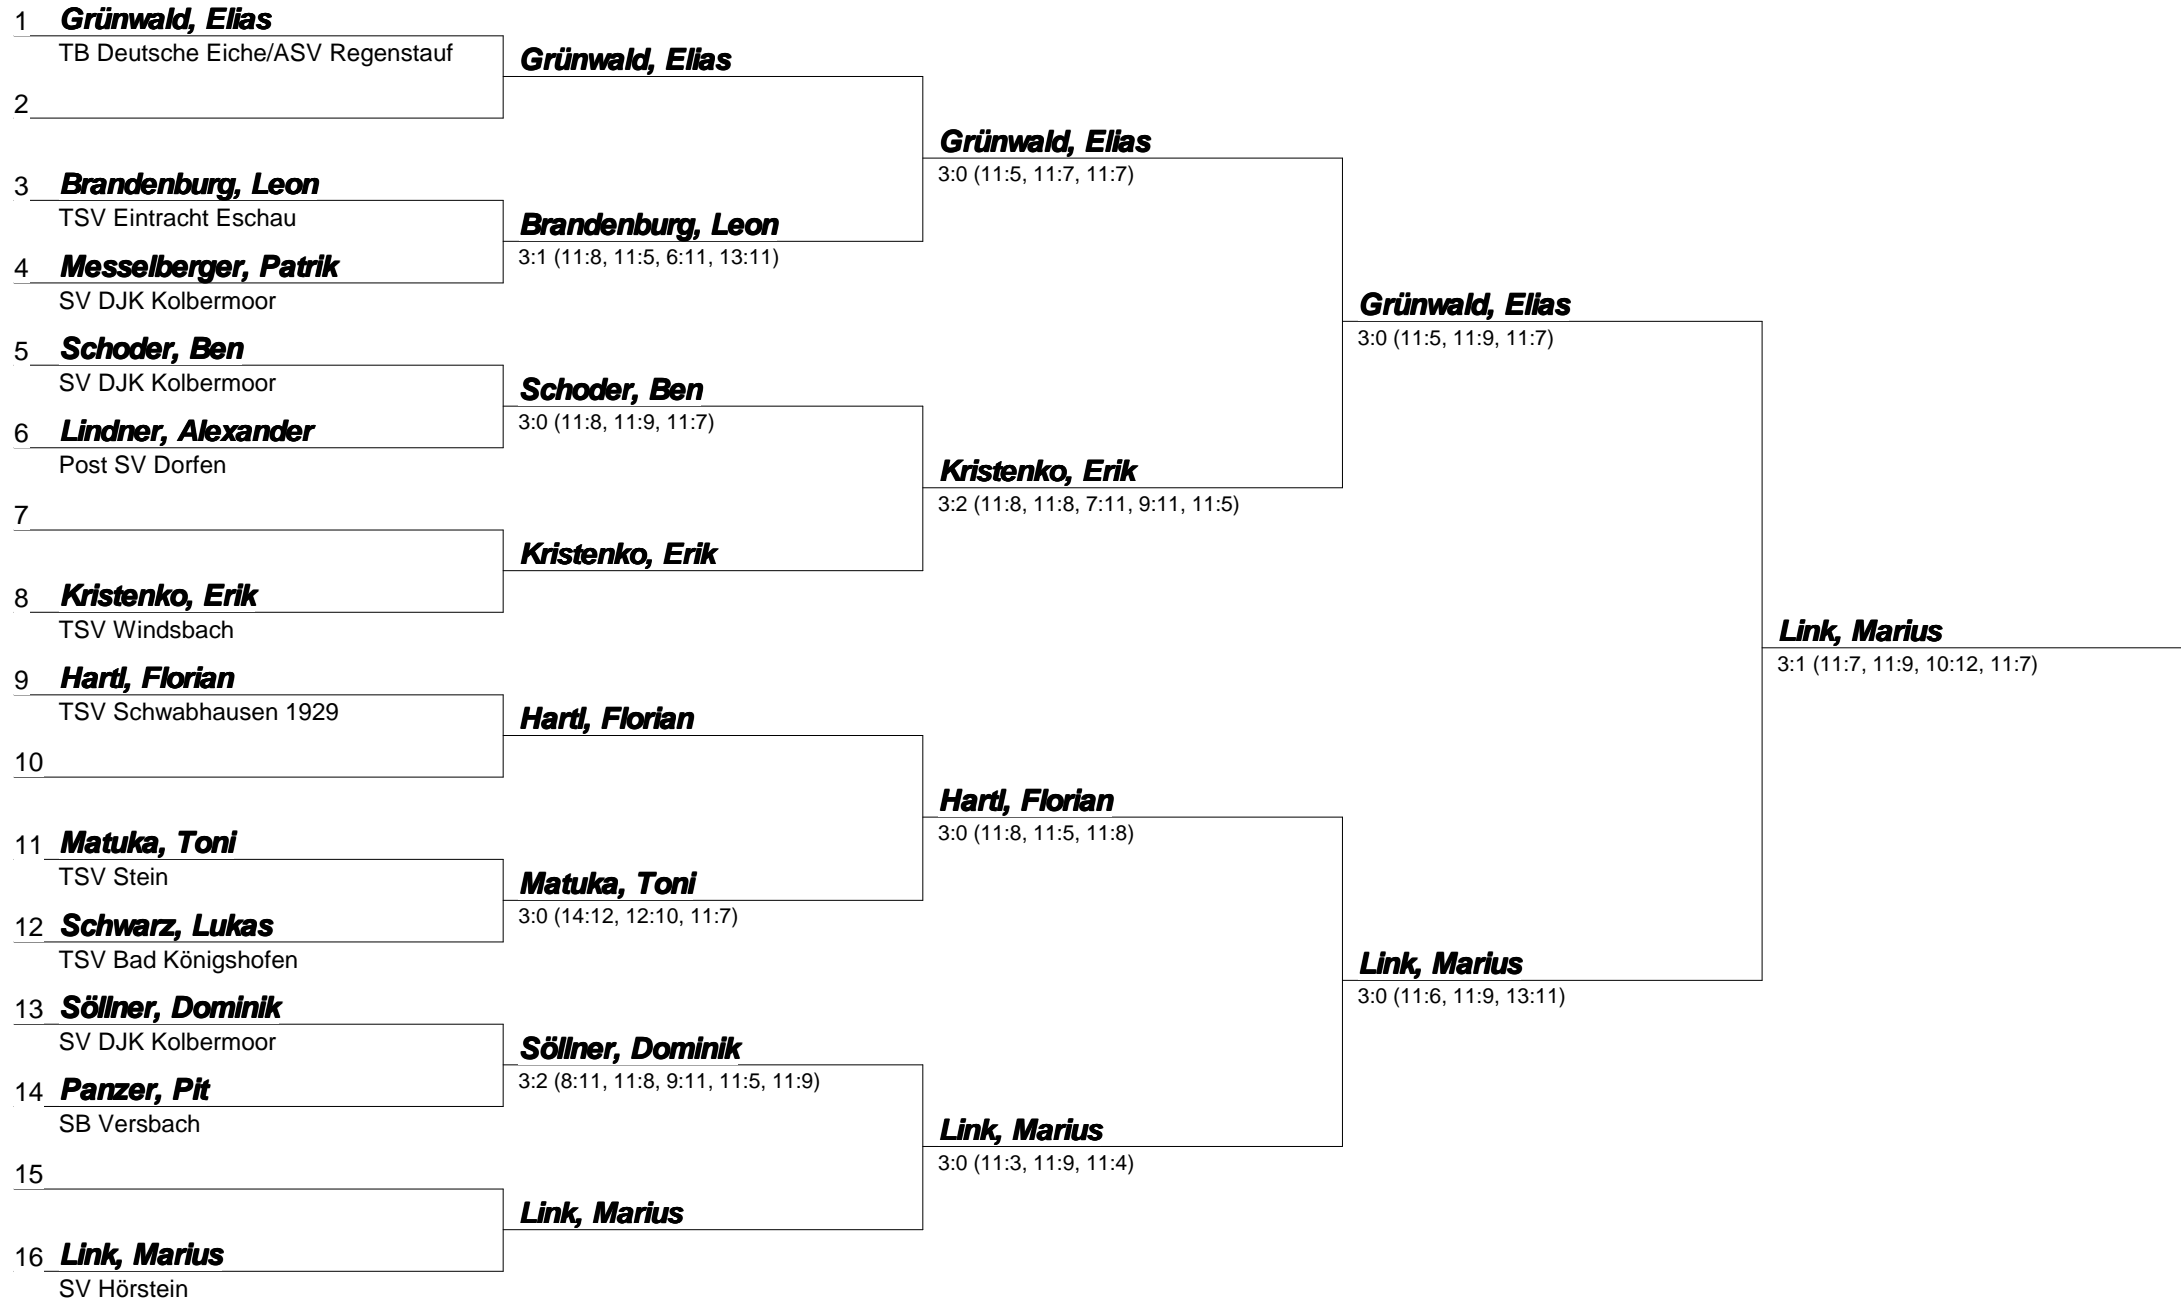 1 Grünwald, Elias
TB Deutsche Eiche/ASV Regenstauf
Grünwald, Elias
2
Grünwald, Elias
3:0 (11:5, 11:7, 11:7)
3 Brandenburg, Leon
TSV Eintracht Eschau
Brandenburg, Leon
3:1 (11:8, 11:5, 6:11, 13:11)
4 Messelberger, Patrik
SV DJK Kolbermoor
Grünwald, Elias
3:0 (11:5, 11:9, 11:7)
5 Schoder, Ben
SV DJK Kolbermoor
Schoder, Ben
3:0 (11:8, 11:9, 11:7)
6 Lindner, Alexander
Post SV Dorfen
Kristenko, Erik
3:2 (11:8, 11:8, 7:11, 9:11, 11:5)
7
Kristenko, Erik
8 Kristenko, Erik
TSV Windsbach
Link, Marius
3:1 (11:7, 11:9, 10:12, 11:7)
9 Hartl, Florian
TSV Schwabhausen 1929
Hartl, Florian
10
Hartl, Florian
3:0 (11:8, 11:5, 11:8)
11 Matuka, Toni
TSV Stein
Matuka, Toni
3:0 (14:12, 12:10, 11:7)
12 Schwarz, Lukas
TSV Bad Königshofen
Link, Marius
3:0 (11:6, 11:9, 13:11)
13 Söllner, Dominik
SV DJK Kolbermoor
Söllner, Dominik
3:2 (8:11, 11:8, 9:11, 11:5, 11:9)
14 Panzer, Pit
SB Versbach
Link, Marius
3:0 (11:3, 11:9, 11:4)
15
Link, Marius
16 Link, Marius
SV Hörstein